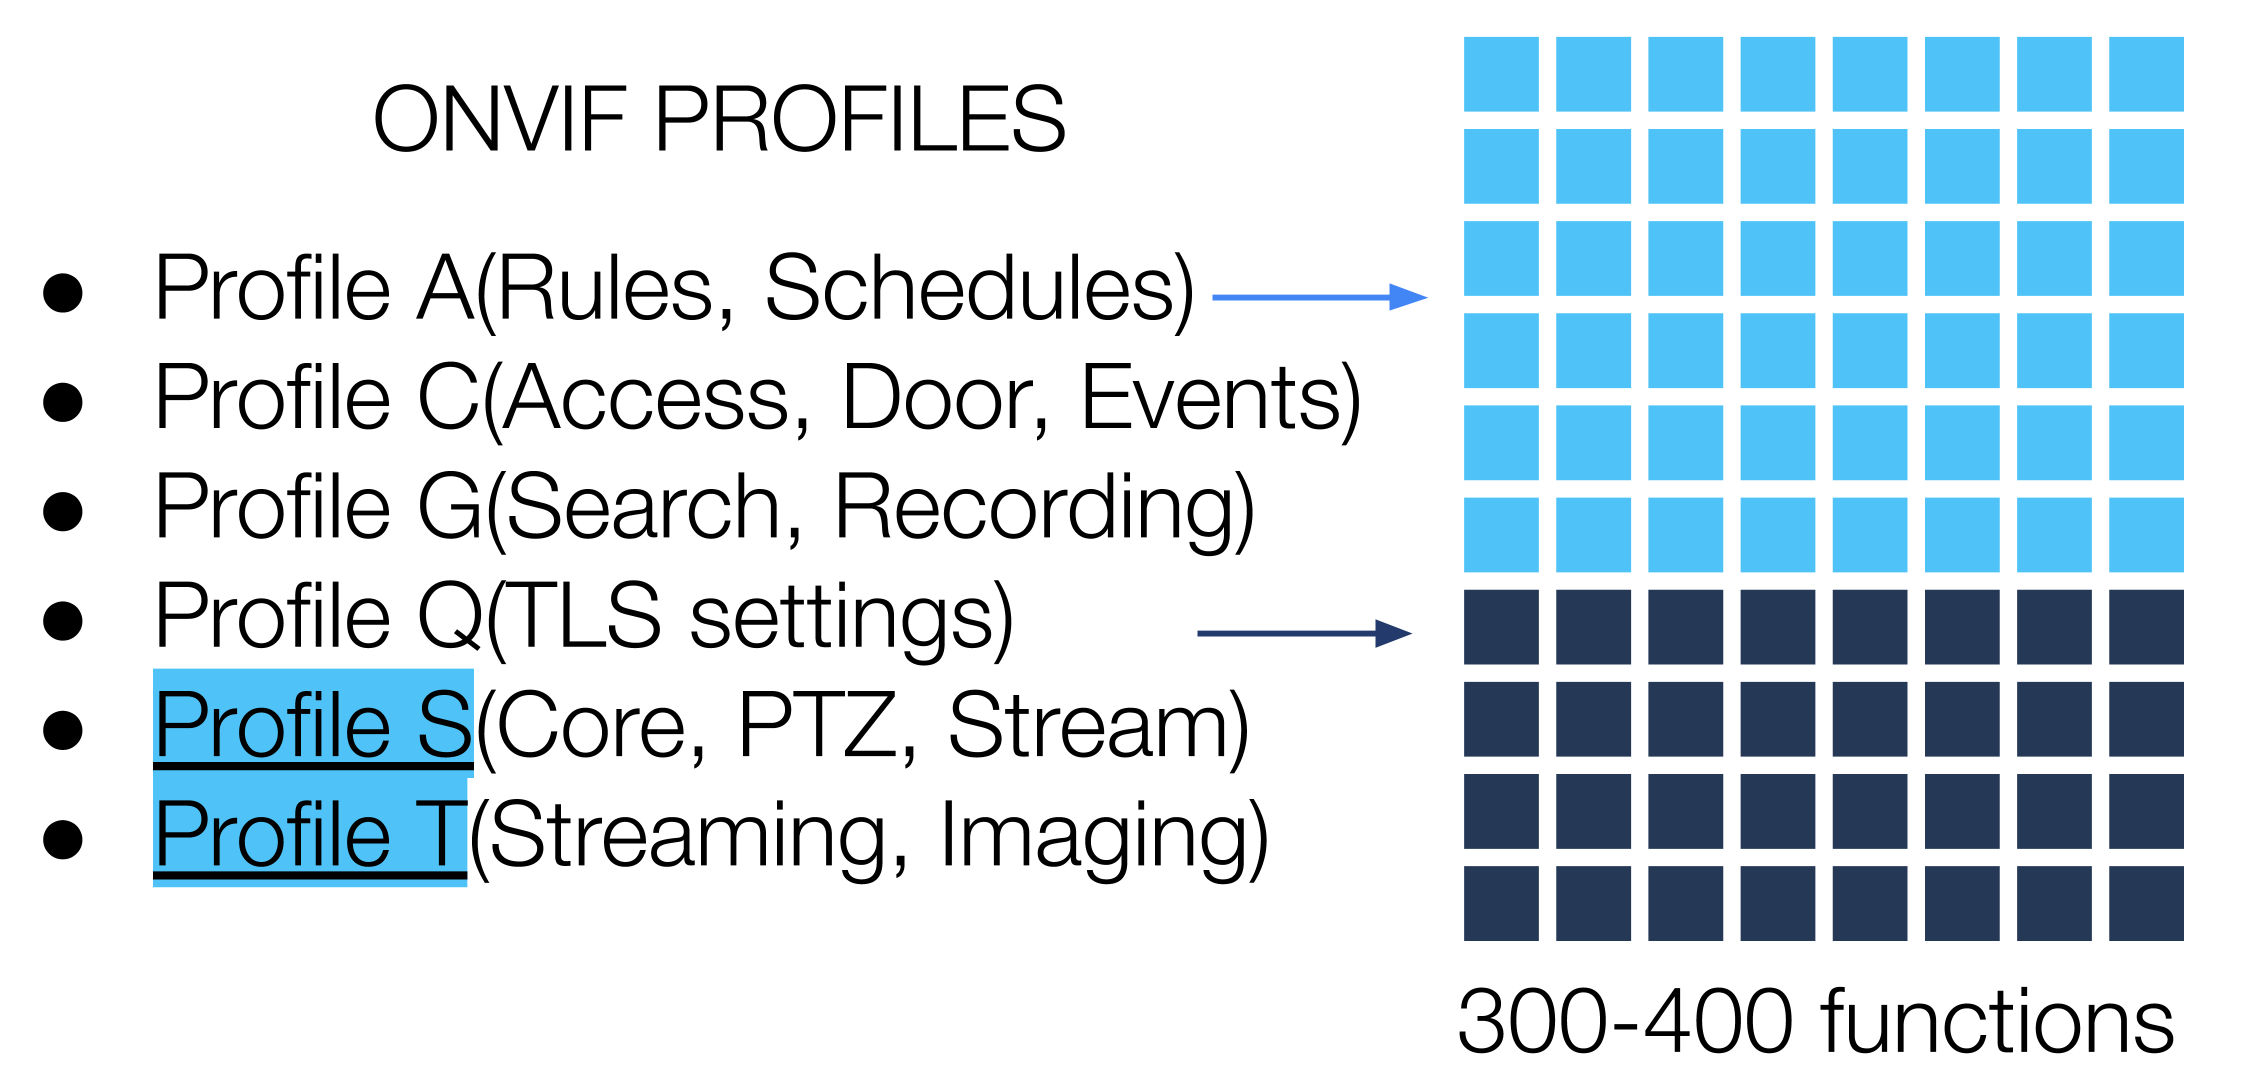 ONVIF PROFILES
● Profile A(Rules, Schedules)
● Profile C(Access, Door, Events)
● Profile G(Search, Recording)
● Profile Q(TLS settings)
● Profile S(Core, PTZ, Stream)
● Profile T(Streaming, Imaging)
300-400 functions